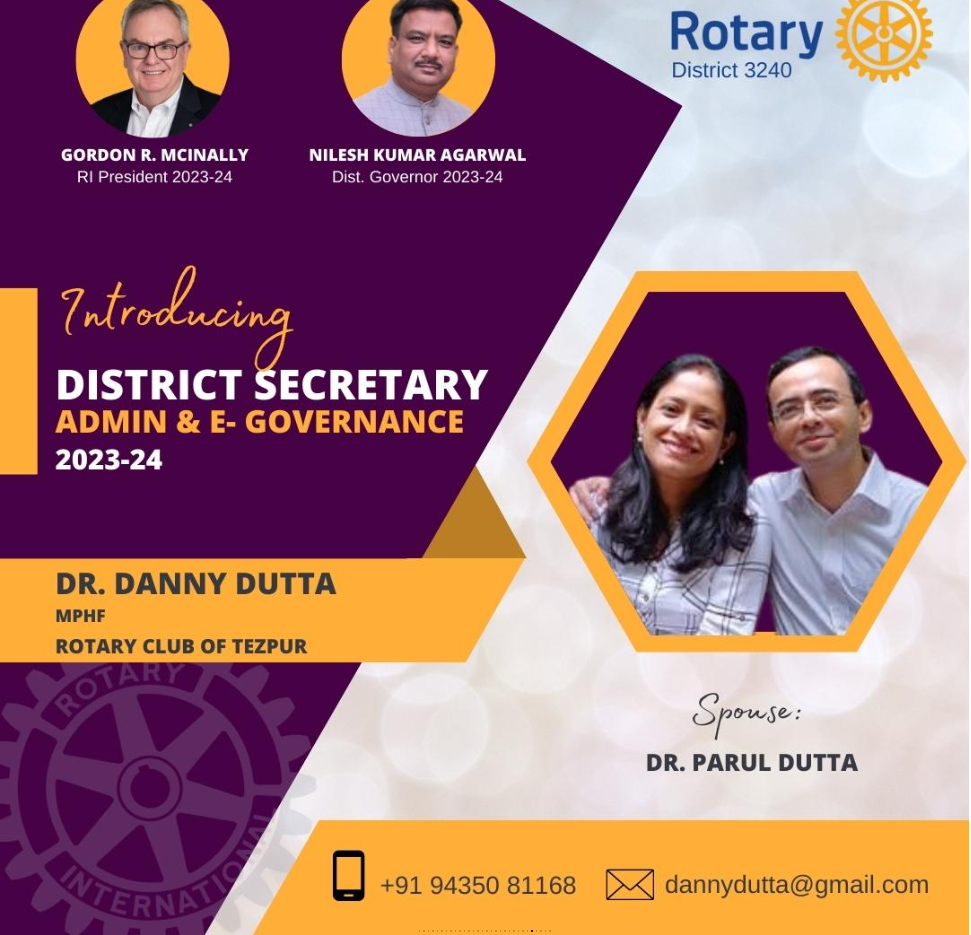 Rotary
District 3240
GORDON R. MCINALLY
RI President 2023-24
NILESH KUMAR AGARWAL
Dist. Governor 2023-24
Introducing
DISTRICT SECRETARY
ADMIN & E- GOVERNANCE
2023-24
DR. DANNY DUTTA
MPHF
ROTARY CLUB OF TEZPUR
ROTARY
INTERNATIONAL
Spouse:
DR. PARUL DUTTA
+91 94350 81168
dannydutta@gmail.com